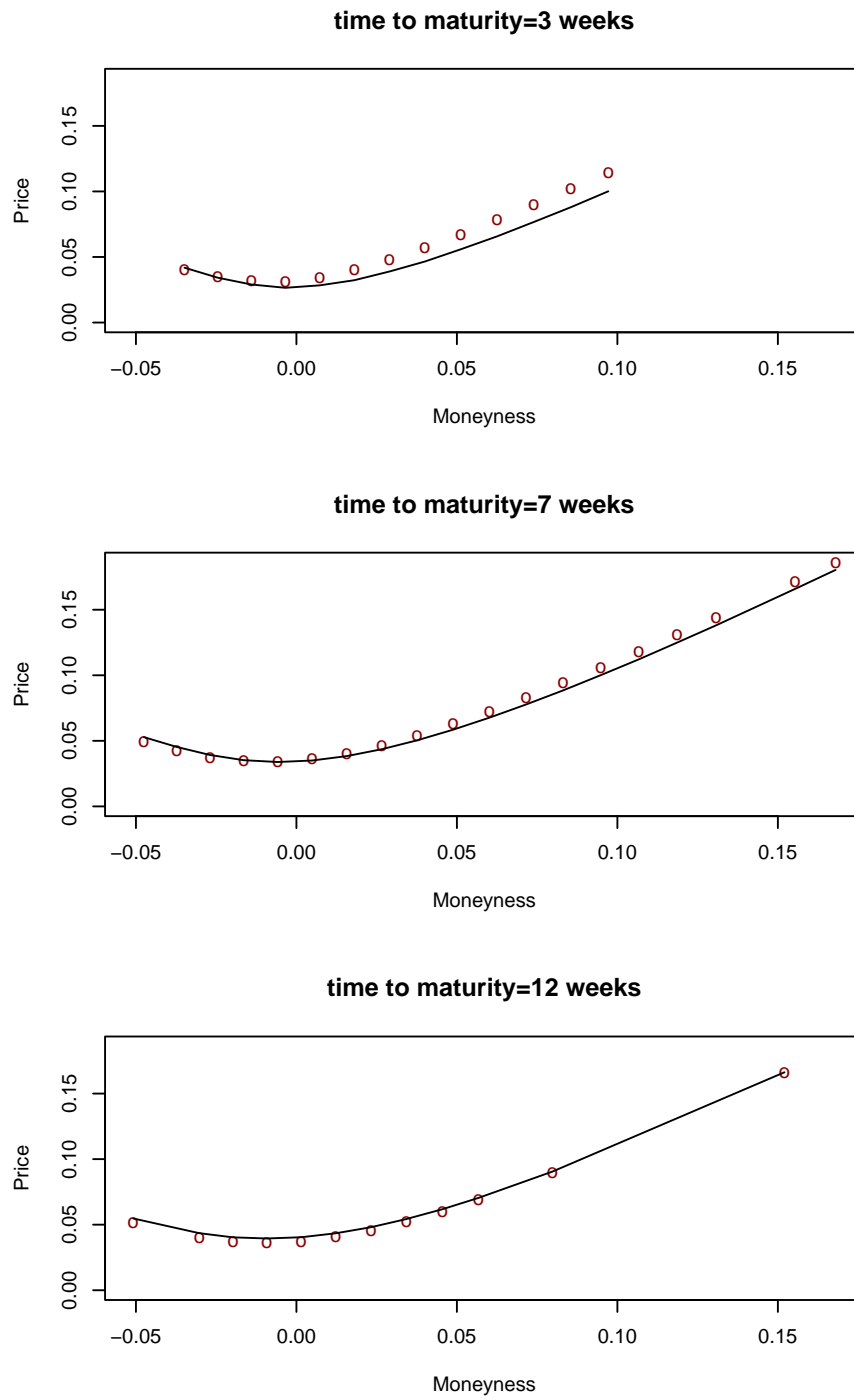 time to maturity=3 weeks
Price
0.15
0.10
0.05
0.00
−0.05 0.00 0.05 0.10 0.15
Moneyness
time to maturity=7 weeks
Price
0.15
0.10
0.05
0.00
−0.05 0.00 0.05 0.10 0.15
Moneyness
time to maturity=12 weeks
Price
0.15
0.10
0.05
0.00
−0.05 0.00 0.05 0.10 0.15
Moneyness